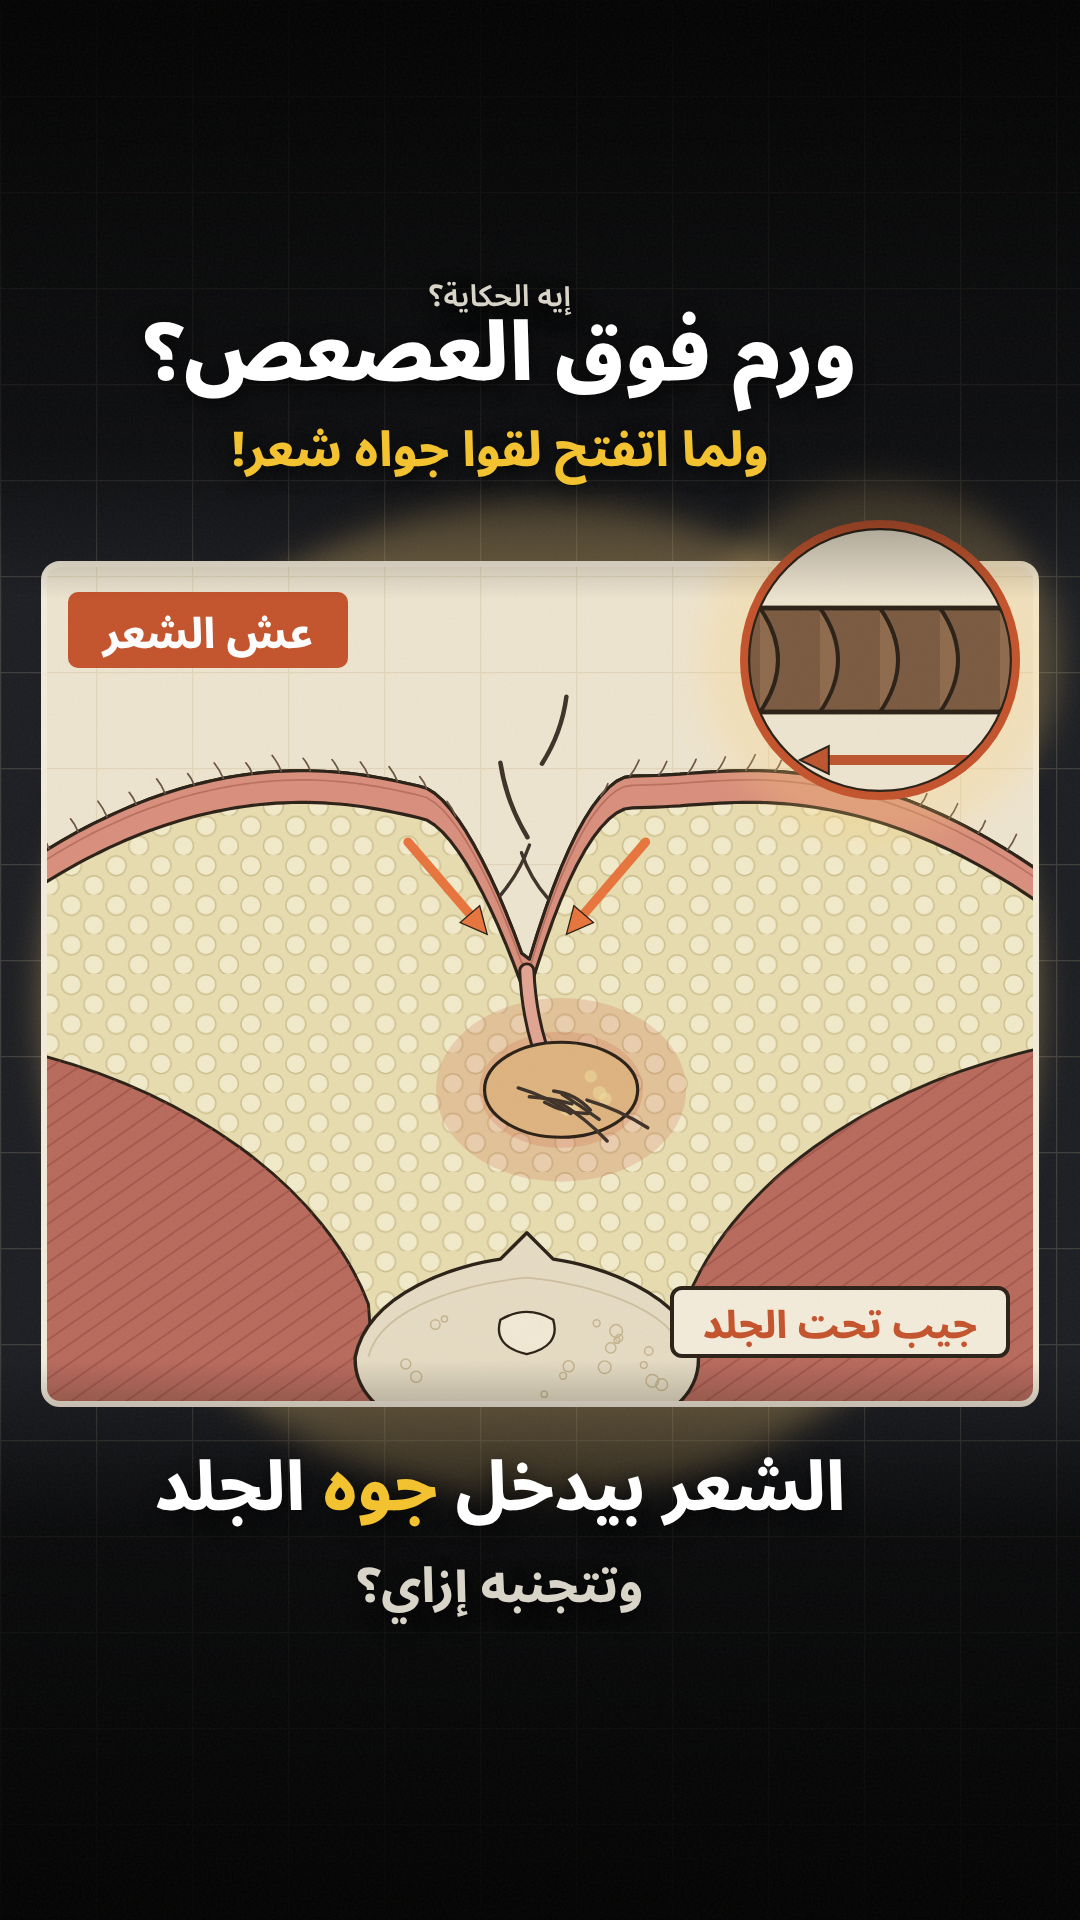 إيه الحكاية؟
ورم فوق العصعص؟
ولما اتفتح لقوا جواه شعر!
عش الشعر
جيب تحت الجلد
الشعر بيدخل جوه الجلد
وتتجنبه إزاي؟